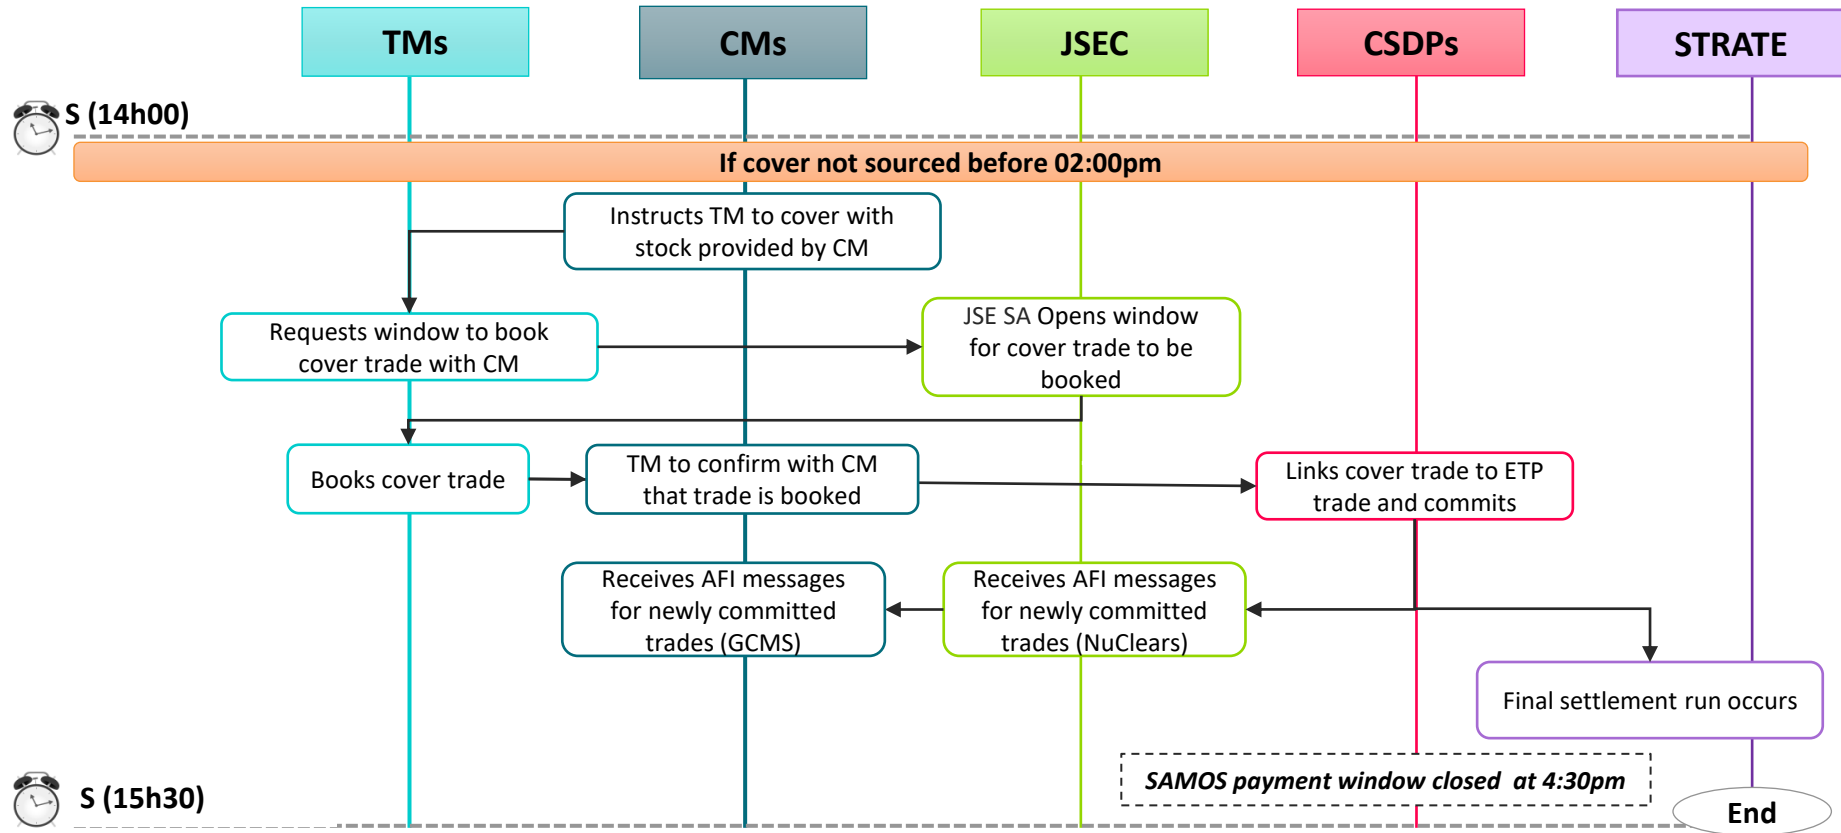 TMs
CMs
JSEC
CSDPs
STRATE
S (14h00)
If cover not sourced before 02:00pm
Instructs TM to cover with
stock provided by CM
Requests window to book
cover trade with CM
JSE SA Opens window
for cover trade to be
booked
Books cover trade
TM to confirm with CM
that trade is booked
Links cover trade to ETP
trade and commits
Receives AFI messages
for newly committed
trades (GCMS)
Receives AFI messages
for newly committed
trades (NuClears)
Final settlement run occurs
SAMOS payment window closed at 4:30pm
S (15h30)
End